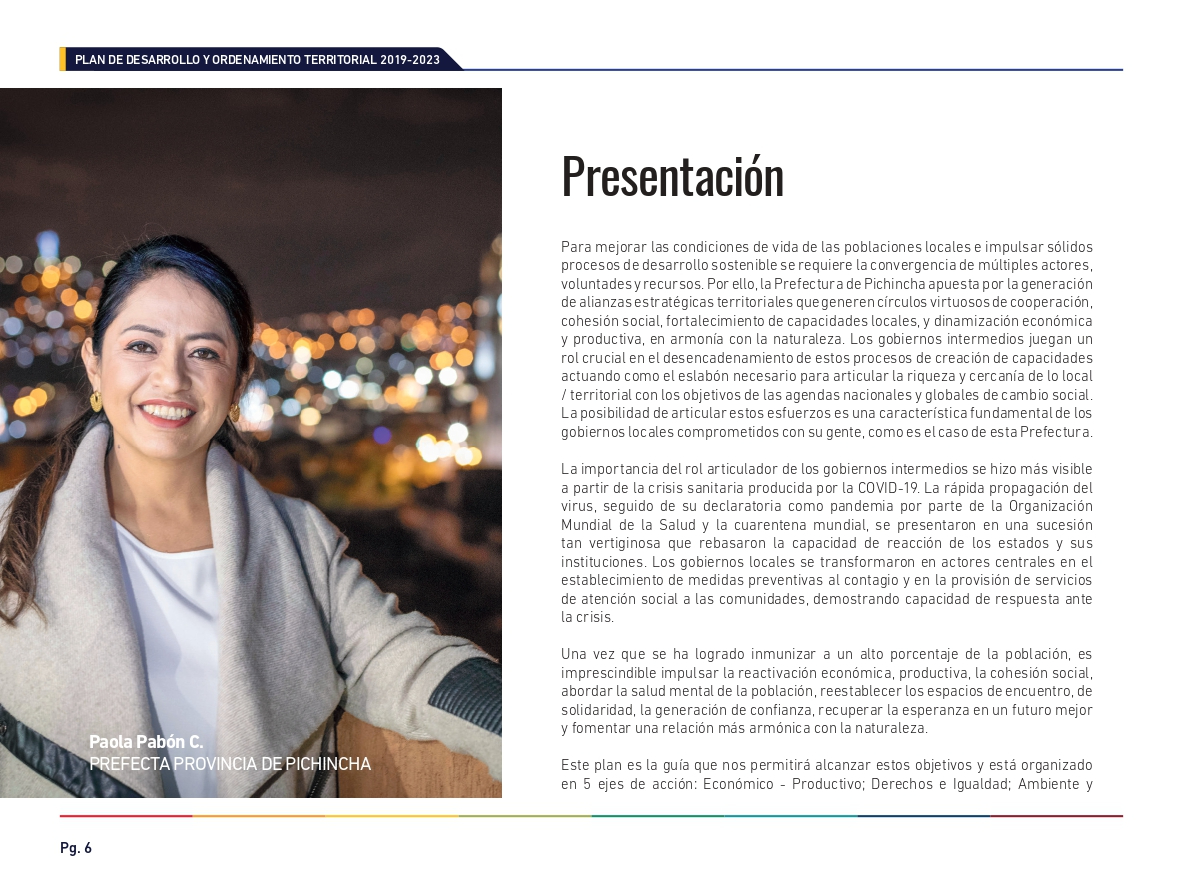 PLAN DE DESARROLLO Y ORDENAMIENTO TERRITORIAL 2019-2023
Presentación
Para mejorar las condiciones de vida de las poblaciones locales e impulsar sólidos
procesos de desarrollo sostenible se requiere la convergencia de múltiples actores,
voluntades y recursos. Por ello, la Prefectura de Pichincha apuesta por la generación
de alianzas estratégicas territoriales que generen círculos virtuosos de cooperación,
cohesión social, fortalecimiento de capacidades locales, y dinamización económica
y productiva, en armonía con la naturaleza. Los gobiernos intermedios juegan un
rol crucial en el desencadenamiento de estos procesos de creación de capacidades
actuando como el eslabón necesario para articular la riqueza y cercanía de lo local
/ territorial con los objetivos de las agendas nacionales y globales de cambio social.
La posibilidad de articular estos esfuerzos es una característica fundamental de los
gobiernos locales comprometidos con su gente, como es el caso de esta Prefectura.
La importancia del rol articulador de los gobiernos intermedios se hizo más visible
a partir de la crisis sanitaria producida por la COVID-19. La rápida propagación del
virus, seguido de su declaratoria como pandemia por parte de la Organización
Mundial de la Salud y la cuarentena mundial, se presentaron en una sucesión
tan vertiginosa que rebasaron la capacidad de reacción de los estados y sus
instituciones. Los gobiernos locales se transformaron en actores centrales en el
establecimiento de medidas preventivas al contagio y en la provisión de servicios
de atención social a las comunidades, demostrando capacidad de respuesta ante
la crisis.
Una vez que se ha logrado inmunizar a un alto porcentaje de la población, es
imprescindible impulsar la reactivación económica, productiva, la cohesión social,
abordar la salud mental de la población, reestablecer los espacios de encuentro, de
solidaridad, la generación de confianza, recuperar la esperanza en un futuro mejor
y fomentar una relación más armónica con la naturaleza.
Este plan es la guía que nos permitirá alcanzar estos objetivos y está organizado
en 5 ejes de acción: Económico - Productivo; Derechos e Igualdad; Ambiente y
Paola Pabón C.
PREFECTA PROVINCIA DE PICHINCHA
Pg. 6